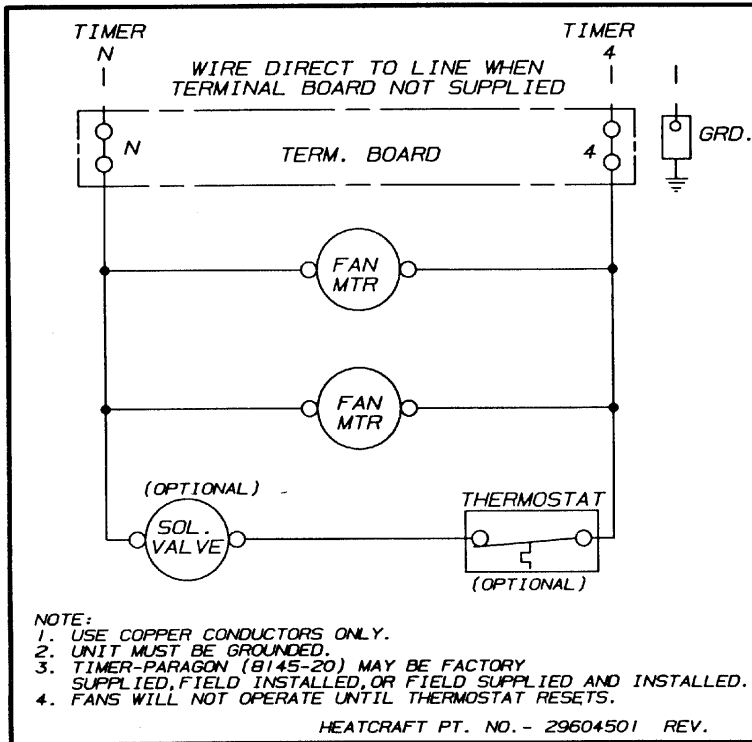 TIMER
N
TIMER
4
WIRE DIRECT TO LINE WHEN
TERMINAL BOARD NOT SUPPLIED
N
TERM. BOARD
4
GRD.
FAN
MTR
FAN
MTR
(OPTIONAL)
SOL.
VALVE
THERMOSTAT
(OPTIONAL)
NOTE:
1. USE COPPER CONDUCTORS ONLY.
2. UNIT MUST BE GROUNDED.
3. TIMER-PARAGON (8145-20) MAY BE FACTORY
SUPPLIED, FIELD INSTALLED, OR FIELD SUPPLIED AND INSTALLED.
4. FANS WILL NOT OPERATE UNTIL THERMOSTAT RESETS.
HEATCRAFT PT. NO.- 29604501 REV.